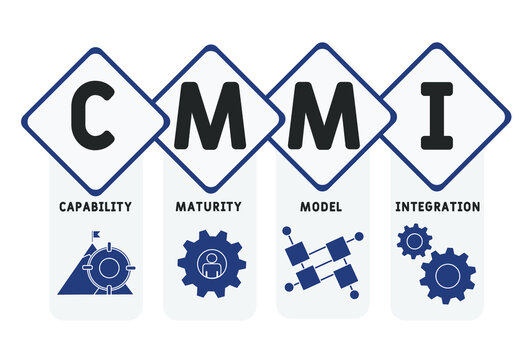 C M M I
CAPABILITY MATURITY MODEL INTEGRATION